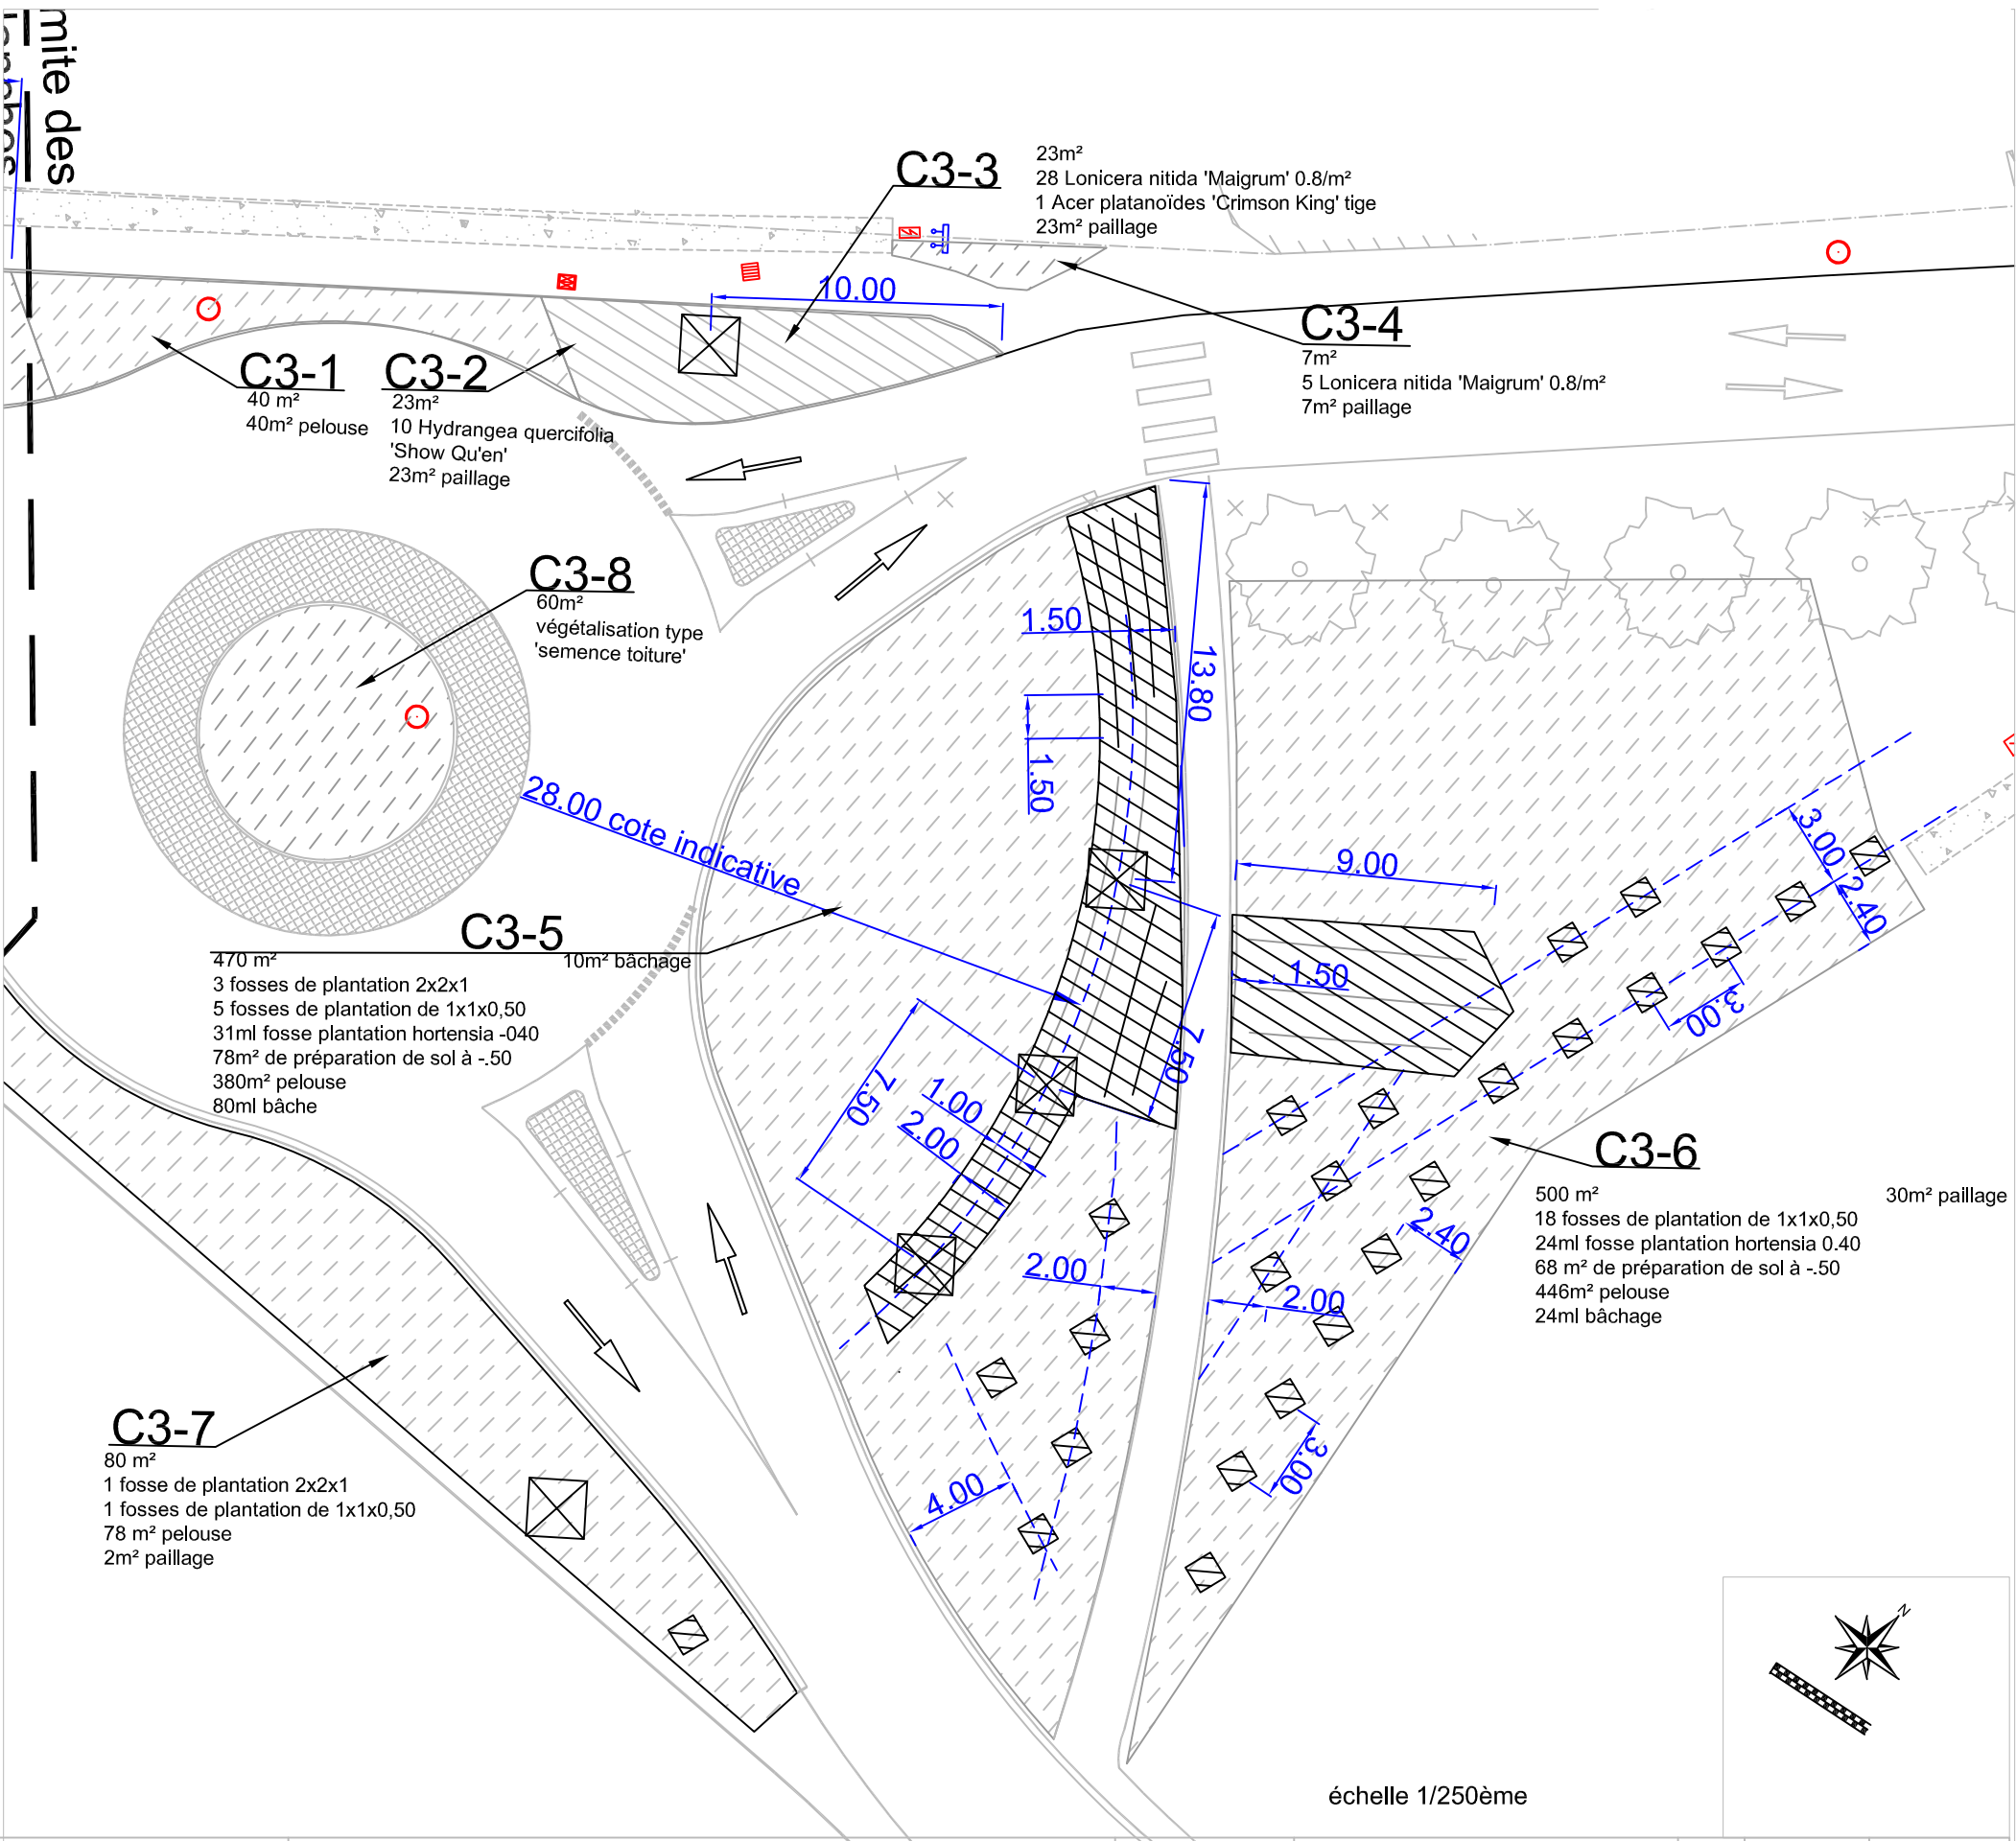 mite des
C3-3
23m²
28 Lonicera nitida 'Maigrum' 0.8/m²
1 Acer platanoïdes 'Crimson King' tige
23m² paillage
10.00
C3-4
7m²
5 Lonicera nitida 'Maigrum' 0.8/m²
7m² paillage
C3-1
40 m²
40m² pelouse
C3-2
23m²
10 Hydrangea quercifolia
'Show Qu'en'
23m² paillage
C3-8
60m²
végétalisation type
'semence toiture'
1.50
13.80
1.50
28.00 cote indicative
9.00
3.00
2.40
1.50
3.00
C3-5
470 m²
10m² bâchage
3 fosses de plantation 2x2x1
5 fosses de plantation de 1x1x0,50
31ml fosse plantation hortensia -040
78m² de préparation de sol à -.50
380m² pelouse
80ml bâche
7.50
7.50
1.00
2.00
C3-6
500 m²
30m² paillage
18 fosses de plantation de 1x1x0,50
24ml fosse plantation hortensia 0.40
68 m² de préparation de sol à -.50
446m² pelouse
24ml bâchage
2.40
2.00
2.00
3.00
4.00
C3-7
80 m²
1 fosse de plantation 2x2x1
1 fosses de plantation de 1x1x0,50
78 m² pelouse
2m² paillage
N
échelle 1/250ème